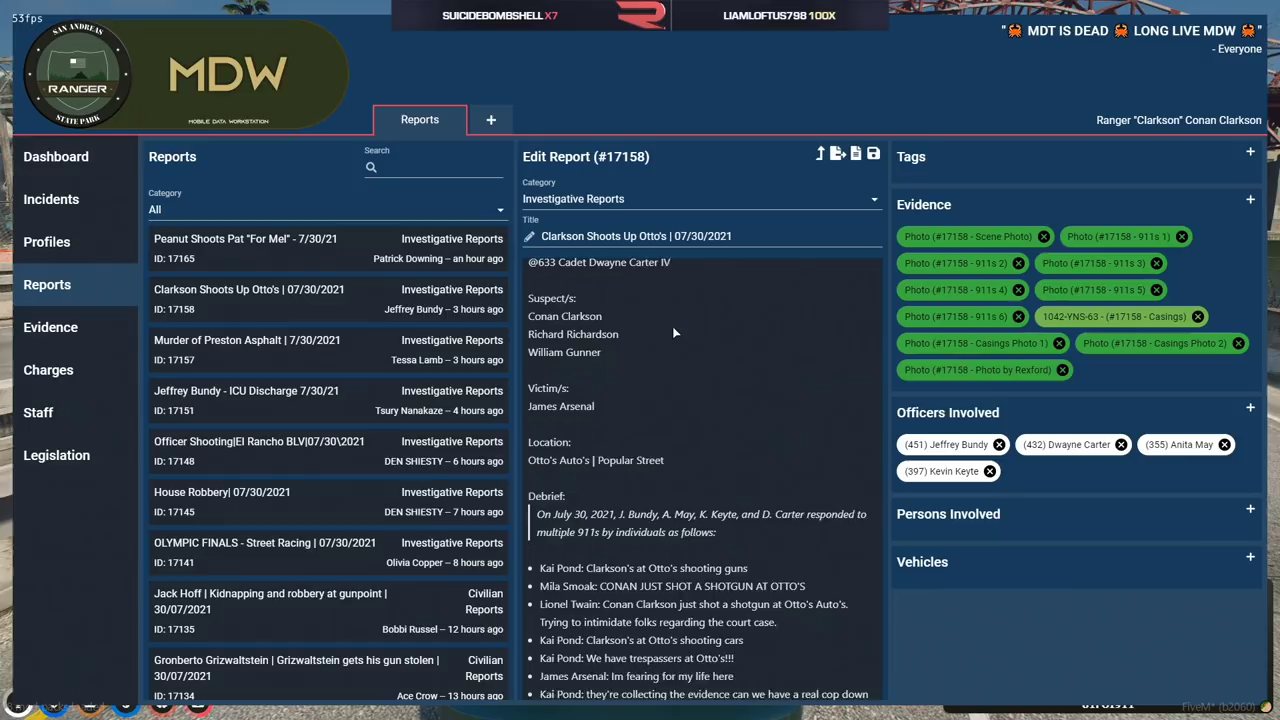 53fps
SUICIDEBOMBSHELL X7
LIAMLOFTUS798 100X
"🦀 MDT IS DEAD 🦀 LONG LIVE MDW 🦀"
- Everyone
SAN ANDREAS
RANGER
STATE PARK
MDW
MOBILE DATA WORKSTATION
Reports
+
Ranger "Clarkson" Conan Clarkson
Dashboard
Incidents
Profiles
Reports
Evidence
Charges
Staff
Legislation
Reports
Search
Category
All
Peanut Shoots Pat "For Mel" - 7/30/21
Investigative Reports
ID: 17165
Patrick Downing – an hour ago
Clarkson Shoots Up Otto's | 07/30/2021
Investigative Reports
ID: 17158
Jeffrey Bundy – 3 hours ago
Murder of Preston Asphalt | 7/30/2021
Investigative Reports
ID: 17157
Tessa Lamb – 3 hours ago
Jeffrey Bundy - ICU Discharge 7/30/21
Investigative Reports
ID: 17151
Tsury Nanakaze – 4 hours ago
Officer Shooting|El Rancho BLV|07/30\2021
Investigative Reports
ID: 17148
DEN SHIESTY – 6 hours ago
House Robbery| 07/30/2021
Investigative Reports
ID: 17145
DEN SHIESTY – 7 hours ago
OLYMPIC FINALS - Street Racing | 07/30/2021
Investigative Reports
ID: 17141
Olivia Copper – 8 hours ago
Jack Hoff | Kidnapping and robbery at gunpoint |
30/07/2021
Civilian
Reports
ID: 17135
Bobbi Russel – 12 hours ago
Gronberto Grizwaltstein | Grizwaltstein gets his gun stolen |
30/07/2021
Civilian
Reports
ID: 17134
Ace Crow – 13 hours ago
Edit Report (#17158)
Category
Investigative Reports
Title
Clarkson Shoots Up Otto's | 07/30/2021
@633 Cadet Dwayne Carter IV
Suspect/s:
Conan Clarkson
Richard Richardson
William Gunner
Victim/s:
James Arsenal
Location:
Otto's Auto's | Popular Street
Debrief:
On July 30, 2021, J. Bundy, A. May, K. Keyte, and D. Carter responded to
multiple 911s by individuals as follows:
• Kai Pond: Clarkson's at Otto's shooting guns
• Mila Smoak: CONAN JUST SHOT A SHOTGUN AT OTTO'S
• Lionel Twain: Conan Clarkson just shot a shotgun at Otto's Auto's.
Trying to intimidate folks regarding the court case.
• Kai Pond: Clarkson's at Otto's shooting cars
• Kai Pond: We have trespassers at Otto's!!!
• James Arsenal: Im fearing for my life here
• Kai Pond: they're collecting the evidence can we have a real cop down
Tags
+
Evidence
+
Photo (#17158 - Scene Photo)
Photo (#17158 - 911s 1)
Photo (#17158 - 911s 2)
Photo (#17158 - 911s 3)
Photo (#17158 - 911s 4)
Photo (#17158 - 911s 5)
Photo (#17158 - 911s 6)
1042-YNS-63 - (#17158 - Casings)
Photo (#17158 - Casings Photo 1)
Photo (#17158 - Casings Photo 2)
Photo (#17158 - Photo by Rexford)
Officers Involved
+
(451) Jeffrey Bundy
(432) Dwayne Carter
(355) Anita May
(397) Kevin Keyte
Persons Involved
+
Vehicles
+
FiveM* (b2060)